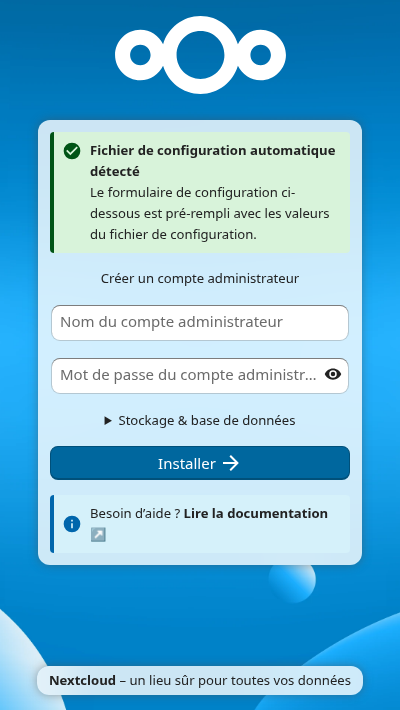 Fichier de configuration automatique
détecté
Le formulaire de configuration ci-
dessous est pré-rempli avec les valeurs
du fichier de configuration.
Créer un compte administrateur
Nom du compte administrateur
Mot de passe du compte administr...
Stockage & base de données
Installer
Besoin d’aide ? Lire la documentation
Nextcloud – un lieu sûr pour toutes vos données